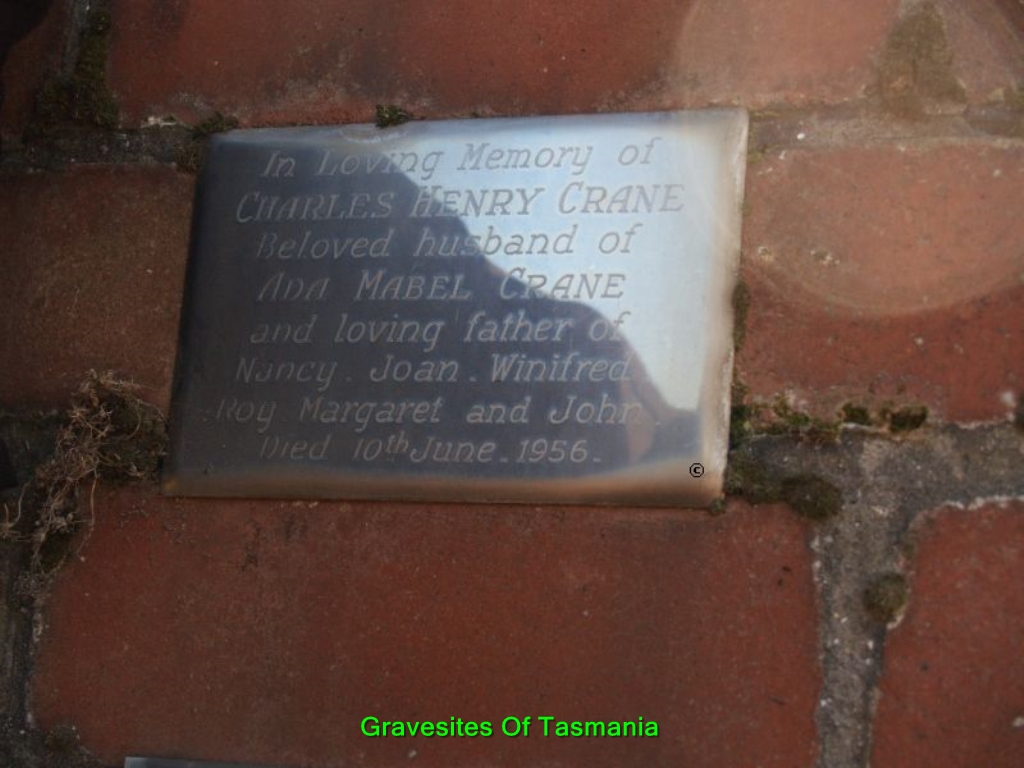 In Loving Memory of
CHARLES HENRY CRANE
Beloved husband of
ADA MABEL CRANE
and loving father of
Nancy. Joan. Winifred
Roy Margaret and John
Died 10th June. 1956.
©
Gravesites Of Tasmania